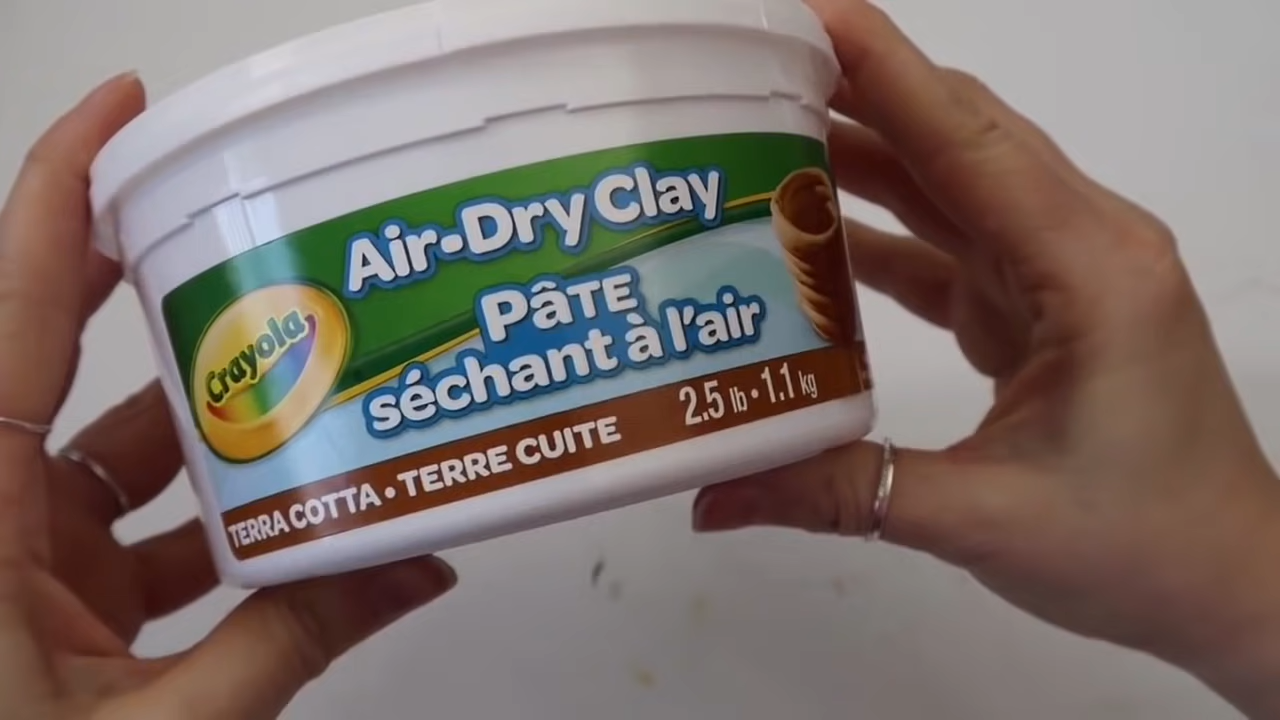 Air-Dry Clay
Pâte
séchant à l'air
Crayola
TERRA COTTA • TERRE CUITE 2.5 lb • 1.1 kg